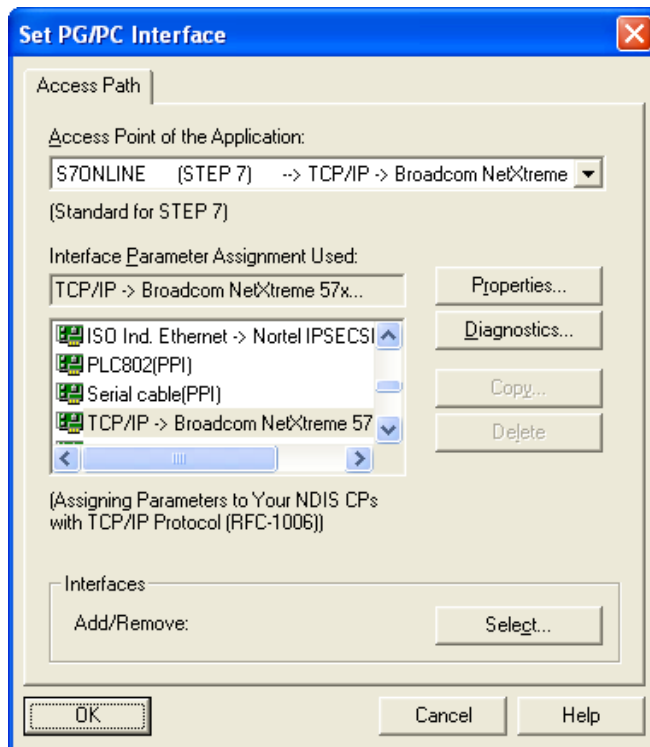 Set PG/PC Interface
Access Path
Access Point of the Application:
S7ONLINE (STEP 7) --> TCP/IP -> Broadcom NetXtreme
(Standard for STEP 7)
Interface Parameter Assignment Used:
TCP/IP -> Broadcom NetXtreme 57x...
Properties...
ISO Ind. Ethernet -> Nortel IPSECSI
Diagnostics...
PLC802(PPI)
Serial cable(PPI)
Copy...
TCP/IP -> Broadcom NetXtreme 57
Delete
(Assigning Parameters to Your NDIS CPs
with TCP/IP Protocol (RFC-1006))
Interfaces
Add/Remove:
Select...
OK
Cancel
Help